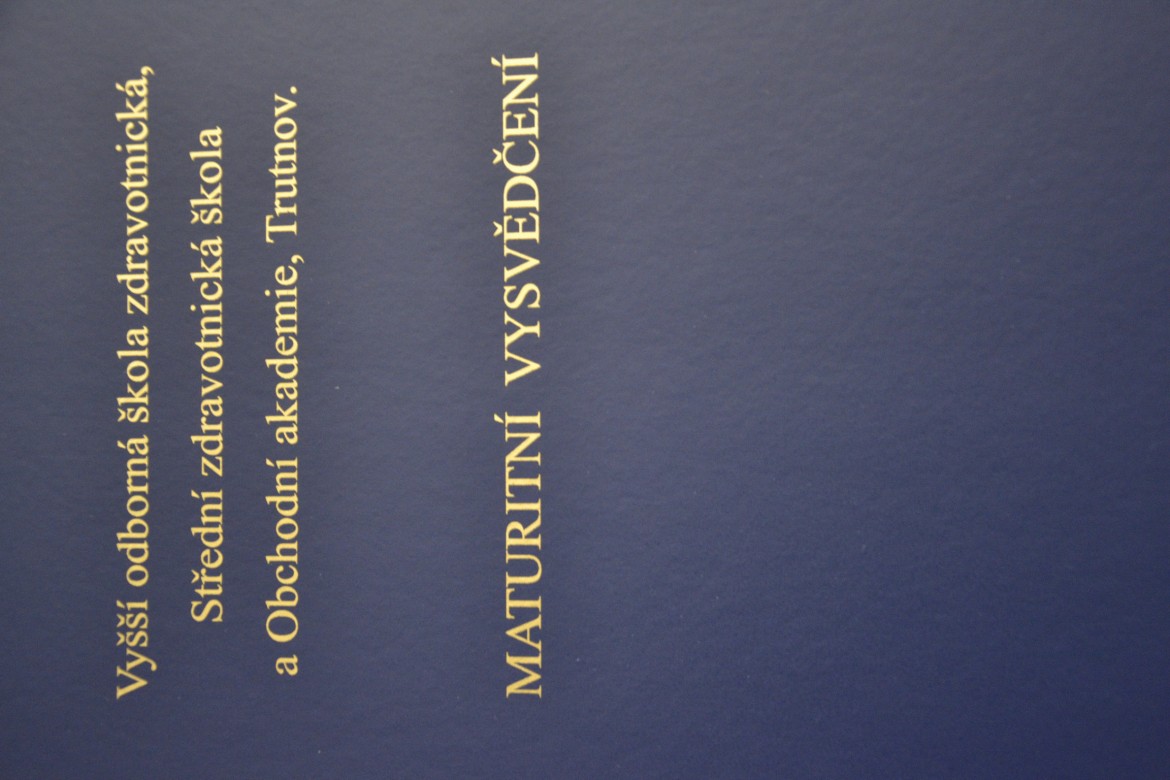 Vyšší odborná škola zdravotnická,
Střední zdravotnická škola
a Obchodní akademie, Trutnov.
MATURITNÍ VYSVĚDČENÍ